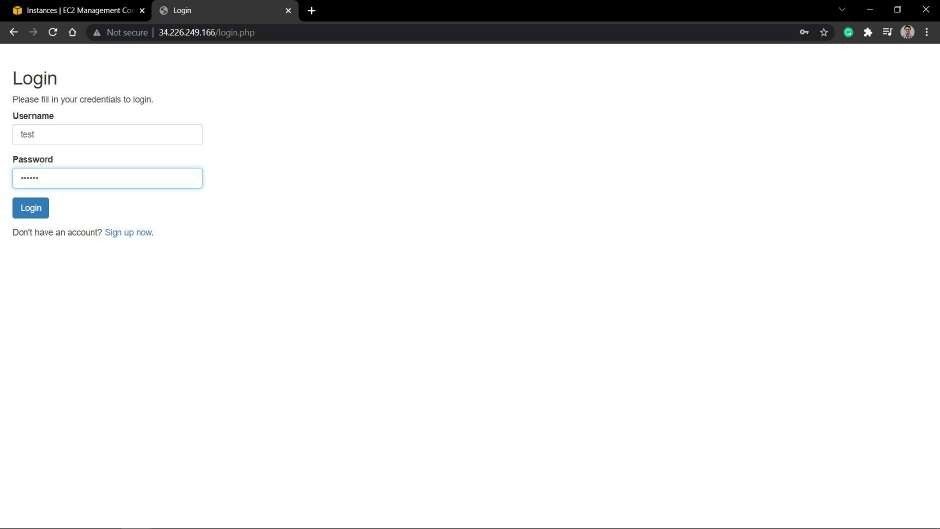 Instances | EC2 Management Co
Login
Not secure
34.226.249.166/login.php
Login
Please fill in your credentials to login.
Username
test
Password
••••••
Login
Don't have an account? Sign up now.